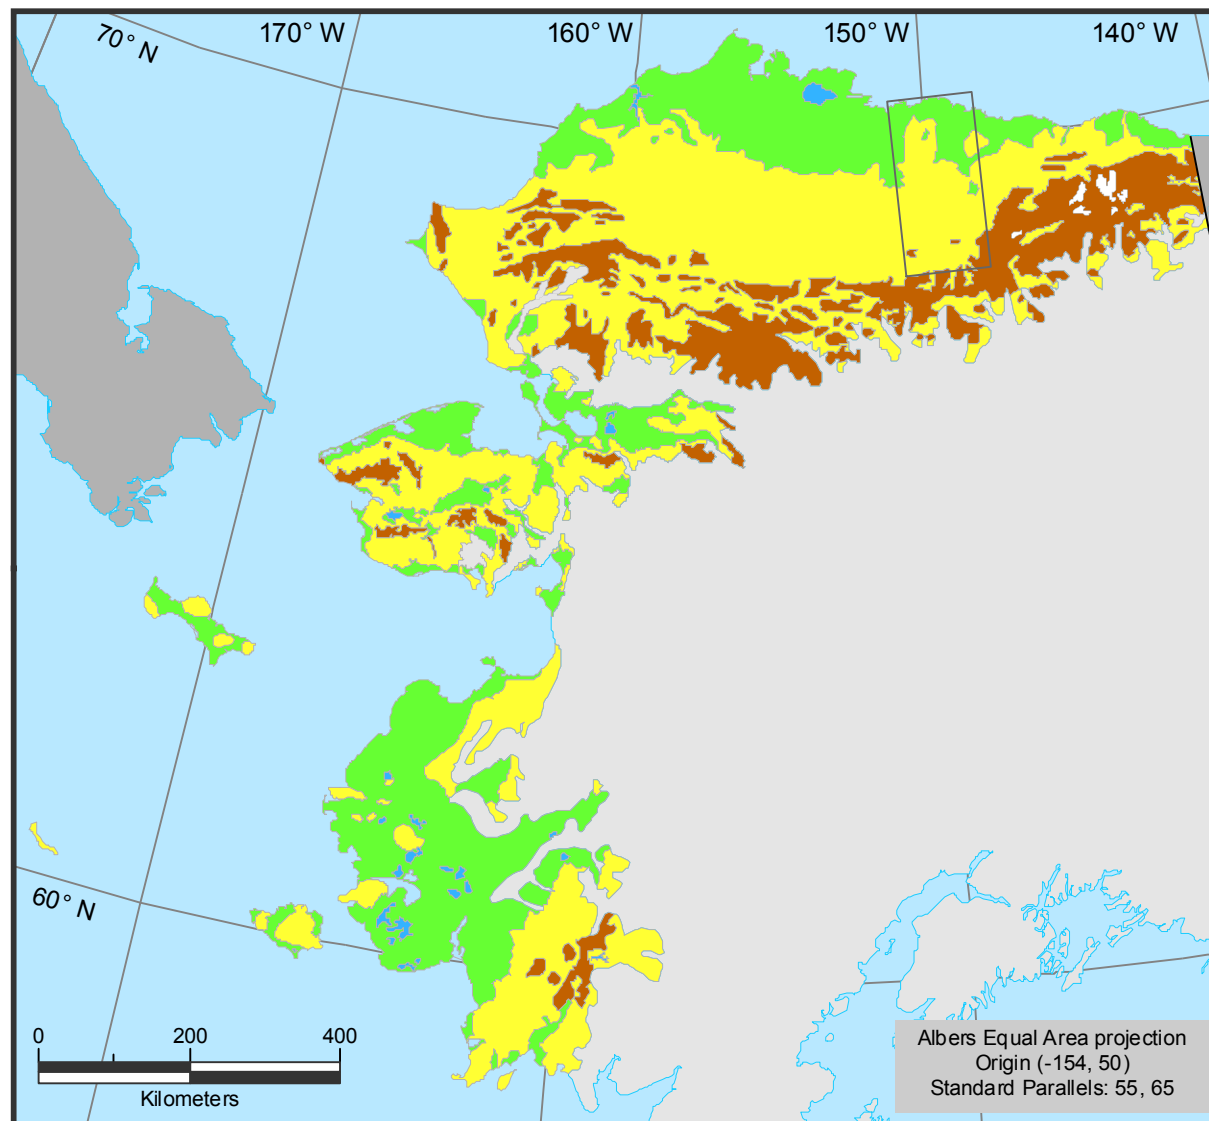 70° N
170° W
160° W
150° W
140° W
60° N
0 200 400
Kilometers
Albers Equal Area projection
Origin (-154, 50)
Standard Parallels: 55, 65